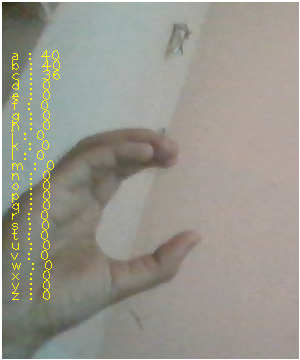 R
a : 40
b : 40
c : 36
d : 0
e : 0
f : 0
g : 0
h : 0
i : 0
k : 0
l : 0
m : 0
n : 0
o : 0
p : 0
q : 0
r : 0
s : 0
t : 0
u : 0
v : 0
w : 0
x : 0
y : 0
z : 0